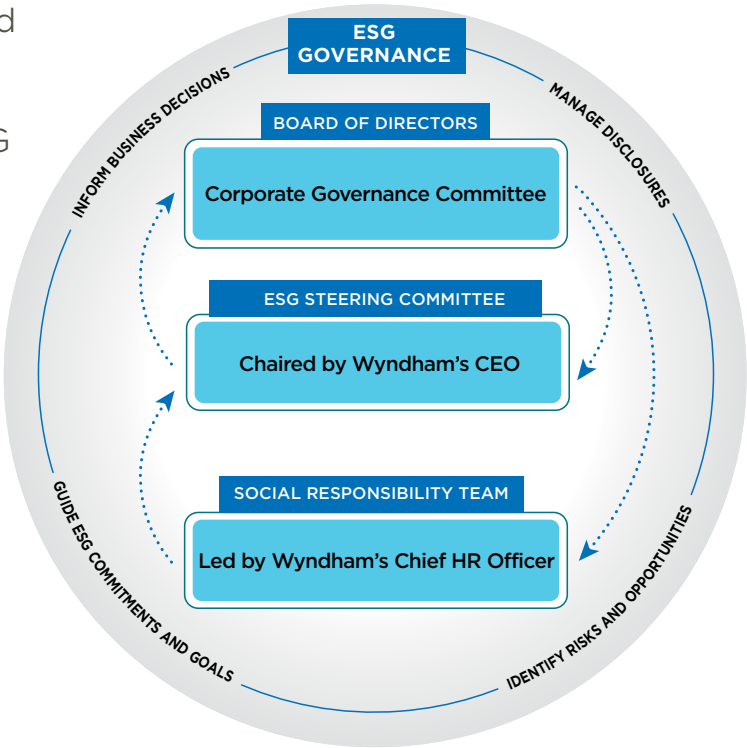 d
G
ESG
GOVERNANCE
INFORM BUSINESS DECISIONS
MANAGE DISCLOSURES
BOARD OF DIRECTORS
Corporate Governance Committee
ESG STEERING COMMITTEE
Chaired by Wyndham's CEO
SOCIAL RESPONSIBILITY TEAM
Led by Wyndham's Chief HR Officer
GUIDE ESG COMMITMENTS AND GOALS
IDENTIFY RISKS AND OPPORTUNITIES